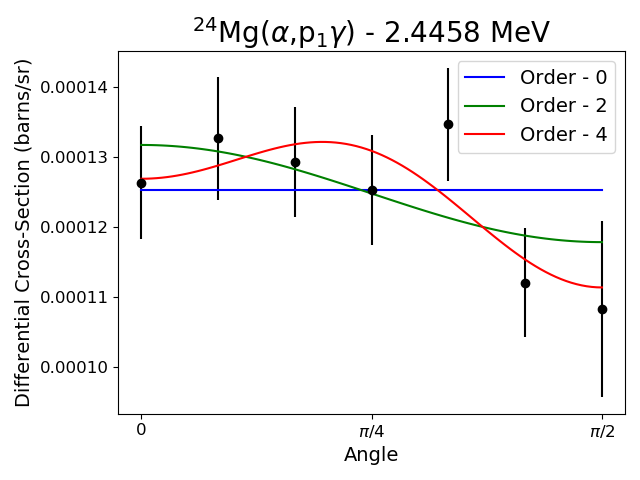 ²⁴Mg(α,p₁γ) - 2.4458 MeV
Order - 0
Order - 2
Order - 4
Differential Cross-Section (barns/sr)
0.00014
0.00013
0.00012
0.00011
0.00010
0 π/4 π/2
Angle